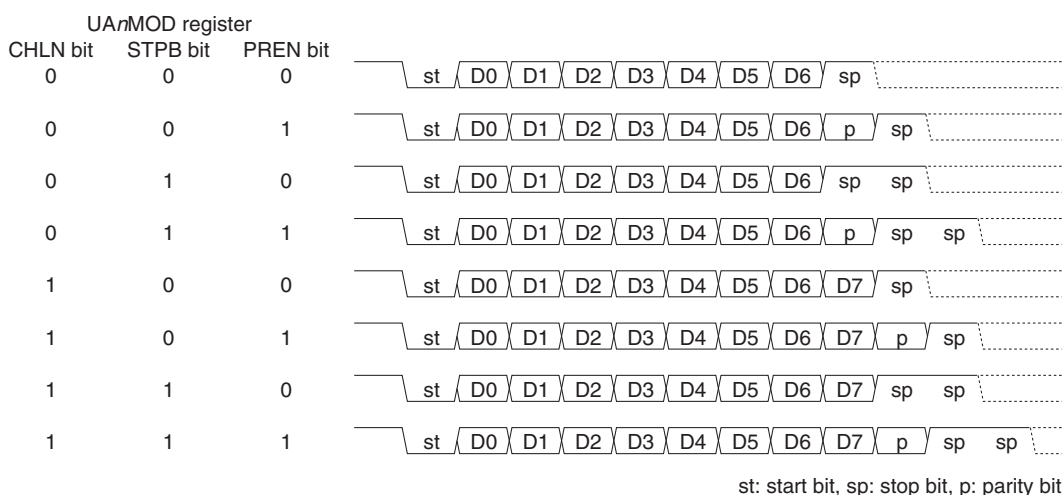 UAnMOD register
CHLN bit STPB bit PREN bit
0 0 0 st D0 D1 D2 D3 D4 D5 D6 sp
0 0 1 st D0 D1 D2 D3 D4 D5 D6 p sp
0 1 0 st D0 D1 D2 D3 D4 D5 D6 sp sp
0 1 1 st D0 D1 D2 D3 D4 D5 D6 p sp sp
1 0 0 st D0 D1 D2 D3 D4 D5 D6 D7 sp
1 0 1 st D0 D1 D2 D3 D4 D5 D6 D7 p sp
1 1 0 st D0 D1 D2 D3 D4 D5 D6 D7 sp sp
1 1 1 st D0 D1 D2 D3 D4 D5 D6 D7 p sp sp
st: start bit, sp: stop bit, p: parity bit